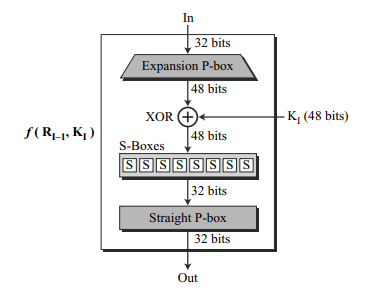 In
32 bits
Expansion P-box
48 bits
XOR
K_I (48 bits)
f ( R_I–1, K_I )
48 bits
S-Boxes
S S S S S S S S
32 bits
Straight P-box
32 bits
Out